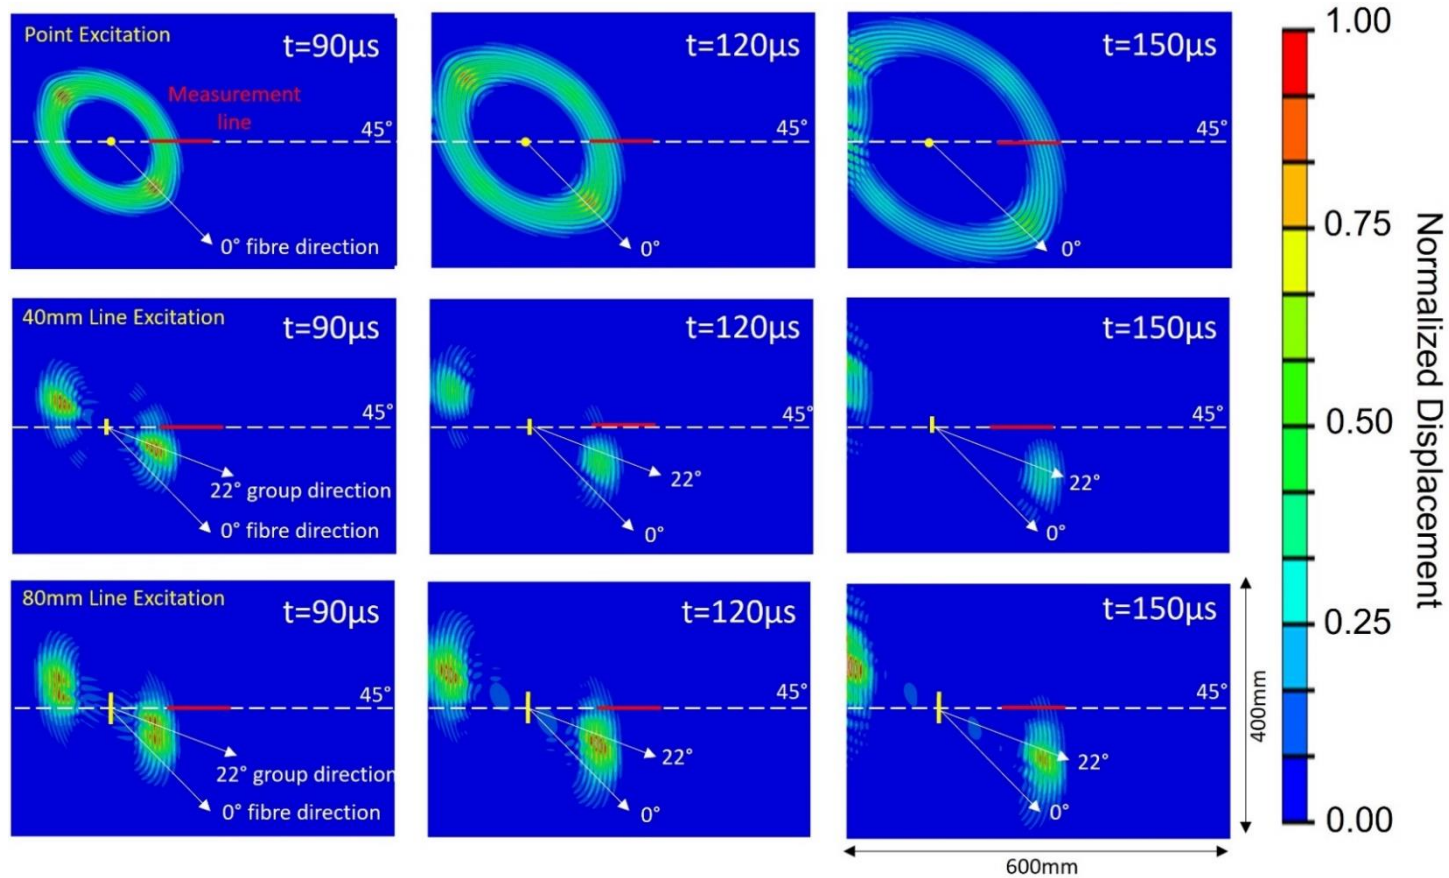 Point Excitation
t=90µs
t=120µs
t=150µs
Measurement
line
45°
45°
45°
0° fibre direction
0°
0°
40mm Line Excitation
t=90µs
t=120µs
t=150µs
45°
45°
45°
22° group direction
0° fibre direction
22°
0°
22°
0°
80mm Line Excitation
t=90µs
t=120µs
t=150µs
45°
45°
45°
22° group direction
0° fibre direction
22°
0°
22°
0°
400mm
600mm
1.00
0.75
0.50
0.25
0.00
Normalized Displacement